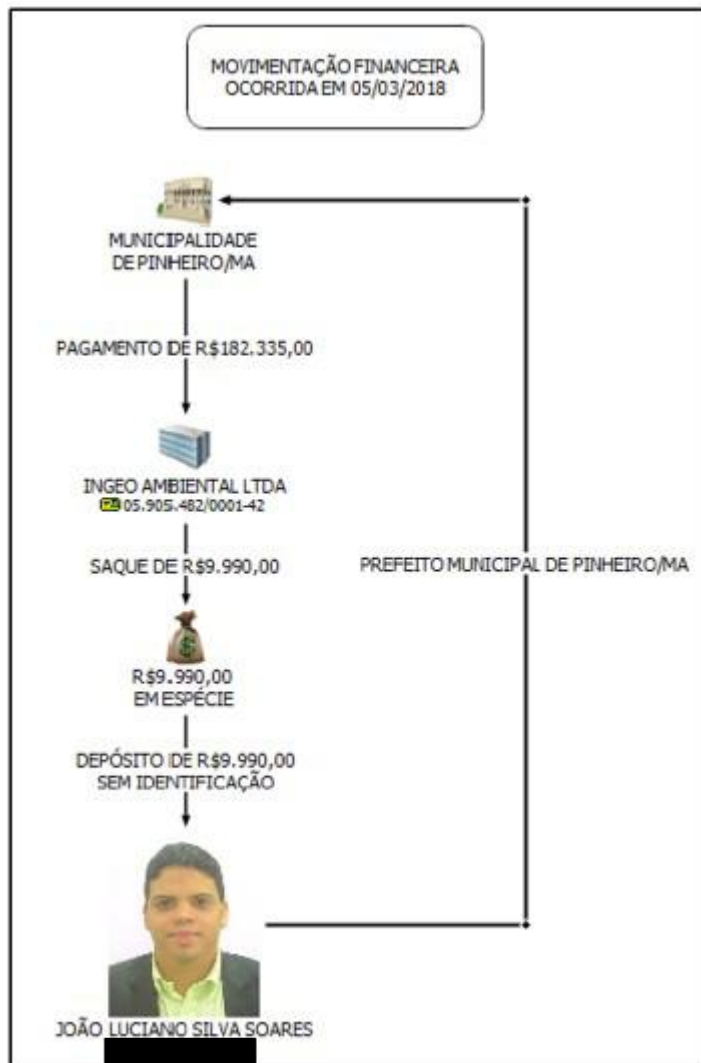 MOVIMENTAÇÃO FINANCEIRA
OCORRIDA EM 05/03/2018
MUNICIPALIDADE
DE PINHEIRO/MA
PAGAMENTO DE R$182.335,00
INGEO AMBIENTAL LTDA
05.905.482/0001-42
SAQUE DE R$9.990,00
PREFEITO MUNICIPAL DE PINHEIRO/MA
R$9.990,00
EM ESPÉCIE
DEPÓSITO DE R$9.990,00
SEM IDENTIFICAÇÃO
JOÃO LUCIANO SILVA SOARES